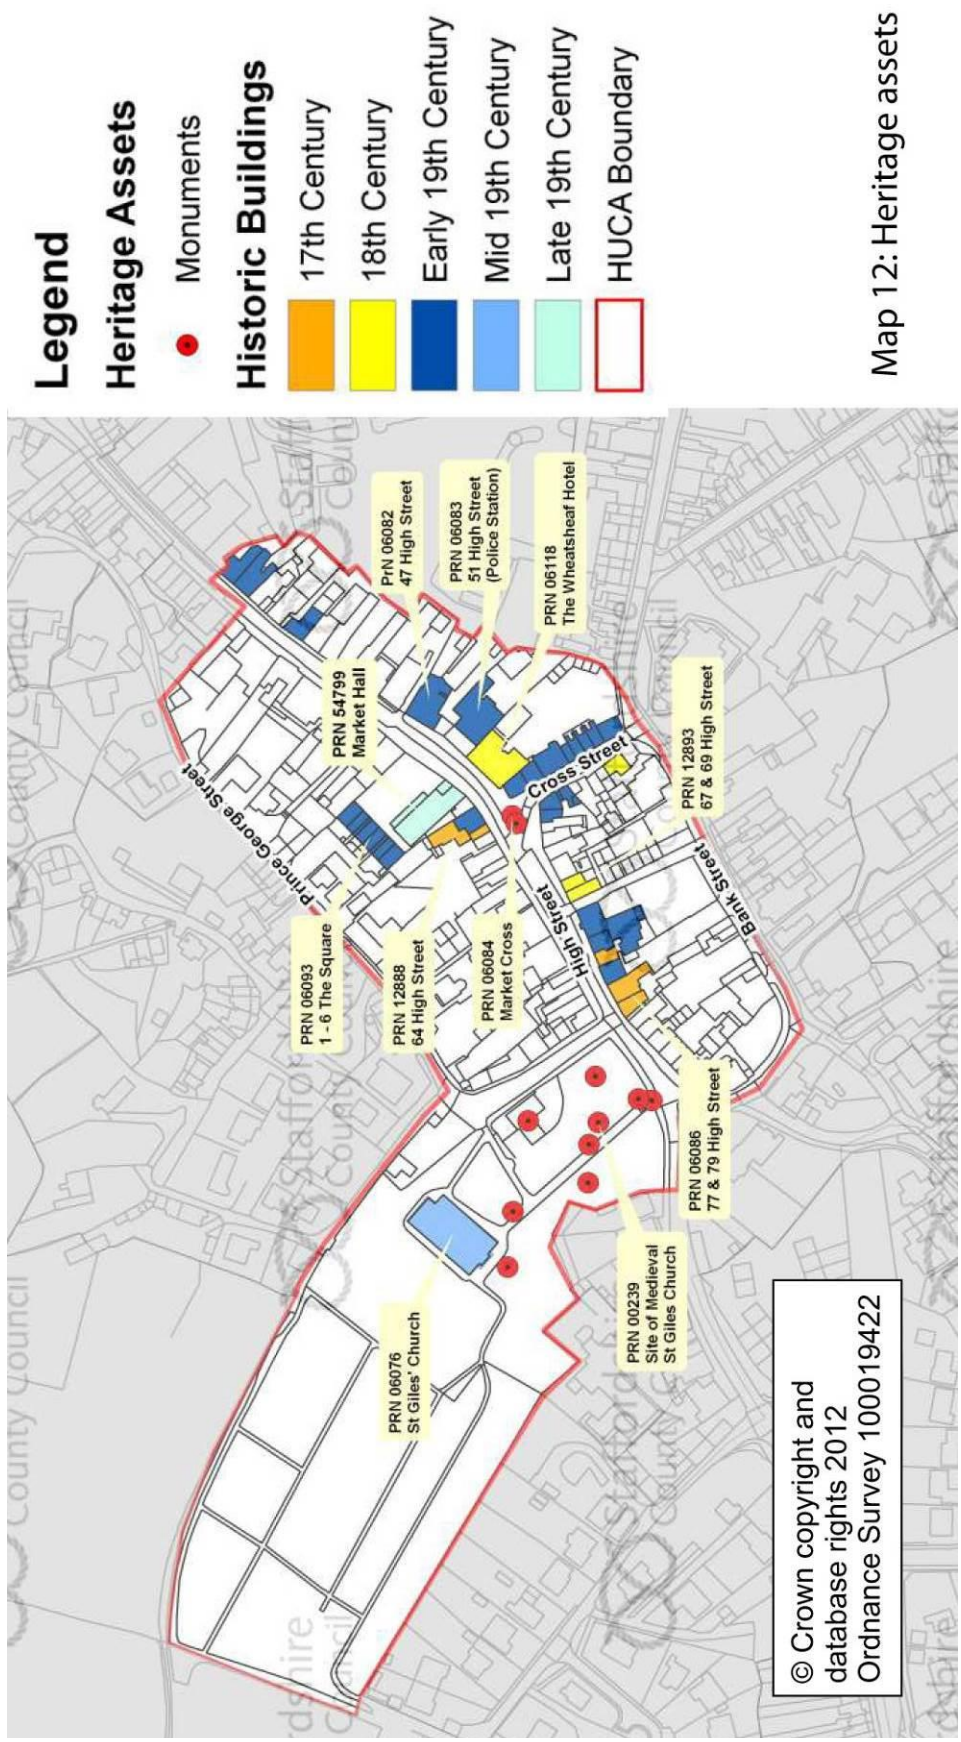 Legend
Heritage Assets
Monuments
Historic Buildings
17th Century
18th Century
Early 19th Century
Mid 19th Century
Late 19th Century
HUCA Boundary
Map 12: Heritage assets
PrN 06082
47 High Street
PRN 06083
51 High Street
(Police Station)
PRN 06118
The Wheatsheaf Hotel
PRN 54799
Market Hall
Prince George Street
Cross Street
PRN 12893
67 & 69 High Street
PRN 06093
1 - 6 The Square
PRN 12888
64 High Street
PRN 06084
Market Cross
High Street
Bank Street
PRN 06086
77 & 79 High Street
PRN 06076
St Giles' Church
PRN 00239
Site of Medieval
St Giles Church
© Crown copyright and
database rights 2012
Ordnance Survey 100019422
County Council
Staffordshire
County Council